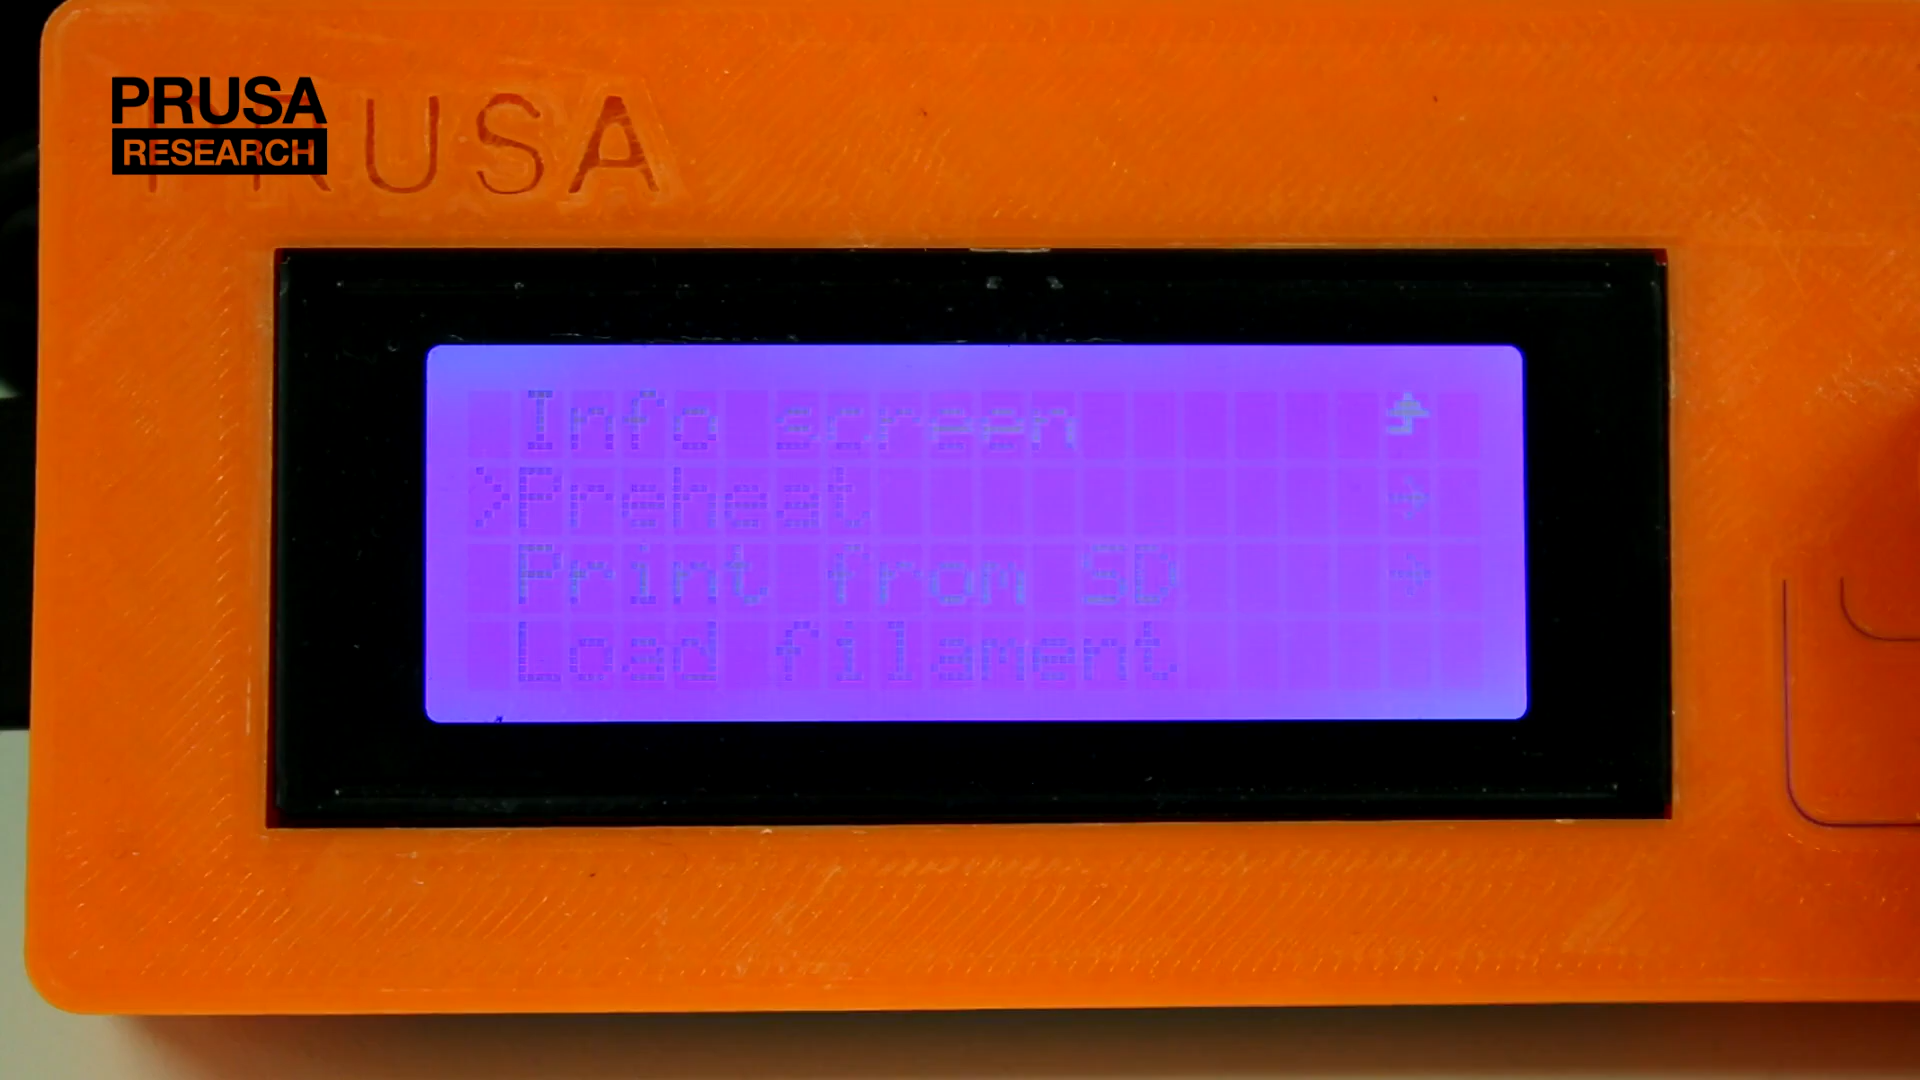 PRUSA
RESEARCH
PRUSA
Info screen
>Preheat →
Print from SD →
Load filament